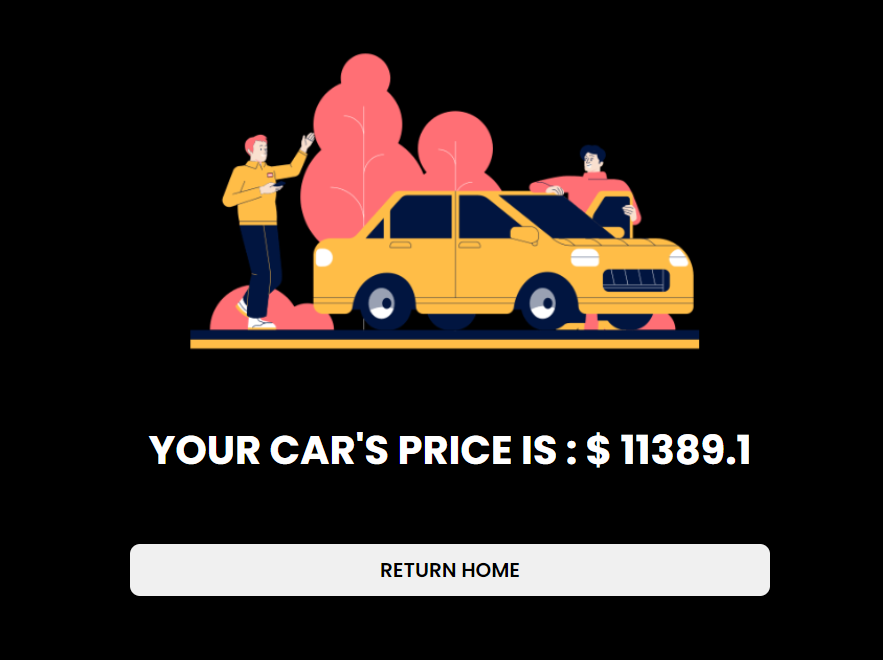 YOUR CAR'S PRICE IS : $ 11389.1
RETURN HOME